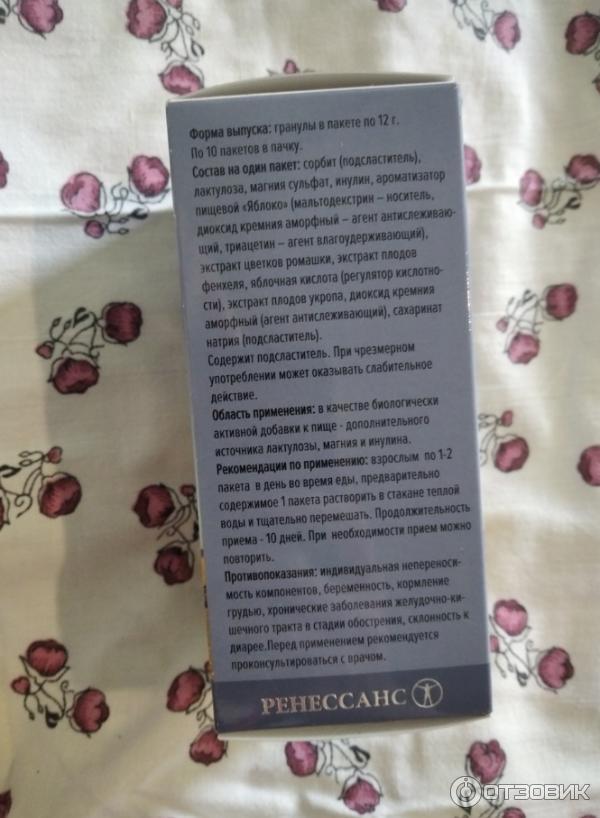 Форма выпуска: гранулы в пакете по 12 г.
По 10 пакетов в пачку.
Состав на один пакет: сорбит (подсластитель),
лактулоза, магния сульфат, инулин, ароматизатор
пищевой «Яблоко» (мальтодекстрин – носитель,
диоксид кремния аморфный – агент антислеживаю-
щий, триацетин – агент влагоудерживающий),
экстракт цветков ромашки, экстракт плодов
фенхеля, яблочная кислота (регулятор кислотно-
сти), экстракт плодов укропа, диоксид кремния
аморфный (агент антислеживающий), сахаринат
натрия (подсластитель).
Содержит подсластитель. При чрезмерном
употреблении может оказывать слабительное
действие.
Область применения: в качестве биологически
активной добавки к пище - дополнительного
источника лактулозы, магния и инулина.
Рекомендации по применению: взрослым по 1-2
пакета в день во время еды, предварительно
содержимое 1 пакета растворить в стакане теплой
воды и тщательно перемешать. Продолжительность
приема - 10 дней. При необходимости прием можно
повторить.
Противопоказания: индивидуальная непереноси-
мость компонентов, беременность, кормление
грудью, хронические заболевания желудочно-ки-
шечного тракта в стадии обострения, склонность к
диарее.Перед применением рекомендуется
проконсультироваться с врачом.
РЕНЕССАНС
ОТЗОВИК